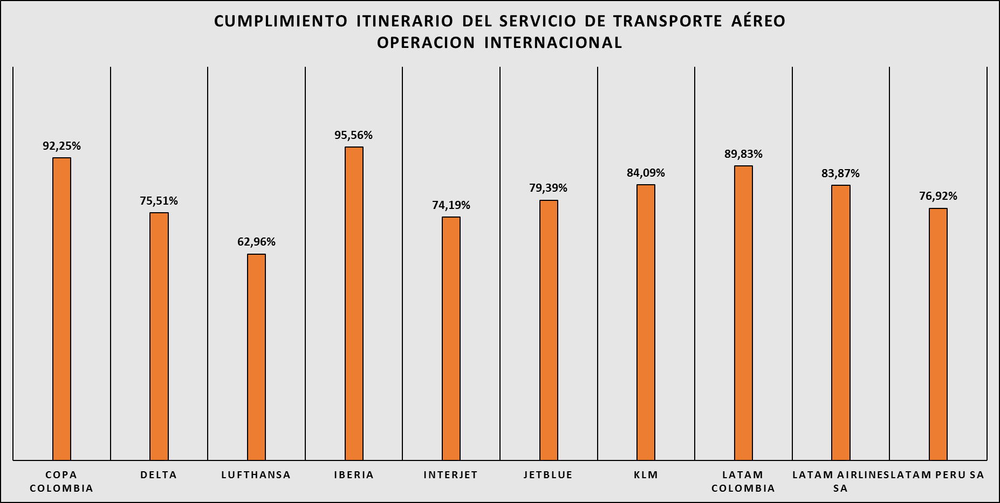 CUMPLIMIENTO ITINERARIO DEL SERVICIO DE TRANSPORTE AÉREO
OPERACION INTERNACIONAL
92,25%
75,51%
62,96%
95,56%
74,19%
79,39%
84,09%
89,83%
83,87%
76,92%
COPA
COLOMBIA
DELTA
LUFTHANSA
IBERIA
INTERJET
JETBLUE
KLM
LATAM
COLOMBIA
LATAM AIRLINES
SA
LATAM PERU SA